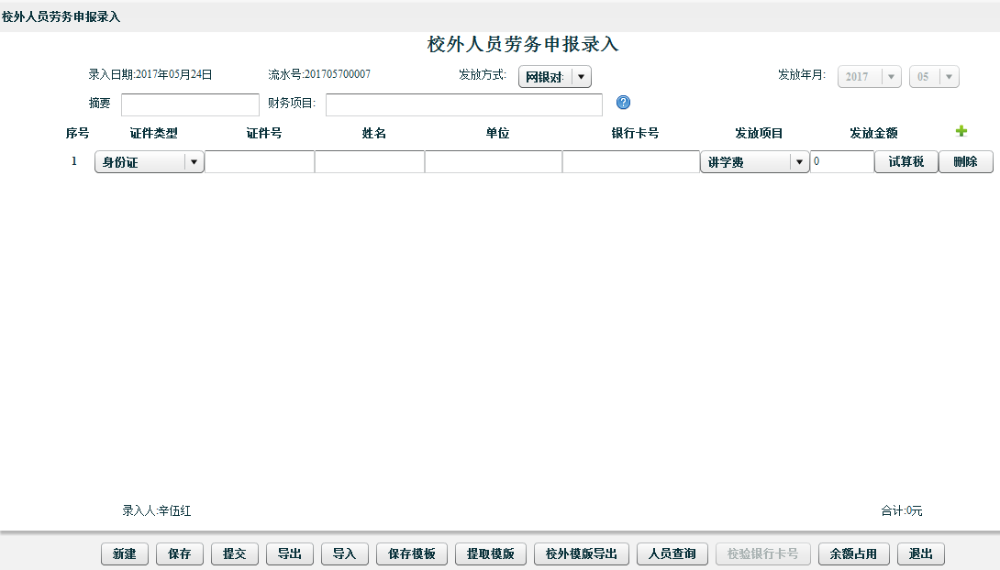 校外人员劳务申报录入
校外人员劳务申报录入
录入日期:2017年05月24日 流水号:201705700007 发放方式: 网银对 发放年月: 2017 05
摘要 财务项目: ?
序号 证件类型 证件号 姓名 单位 银行卡号 发放项目 发放金额
1 身份证 讲学费 0 试算税 删除
录入人:辛伍红 合计:0元
新建 保存 提交 导出 导入 保存模板 提取模版 校外模版导出 人员查询 校验银行卡号 余额占用 退出